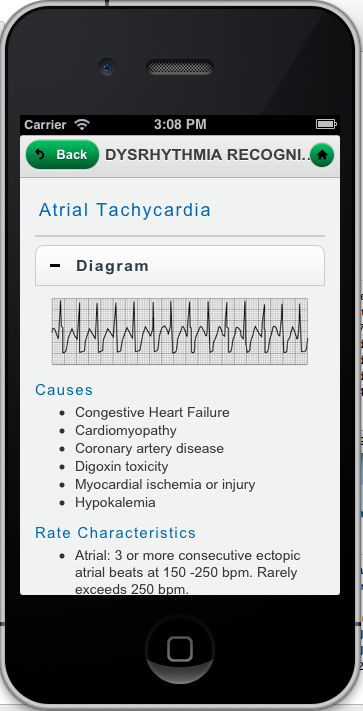 Carrier 3:08 PM
Back DYSRHYTHMIA RECOGNI...
Atrial Tachycardia
Diagram
Causes
Congestive Heart Failure
Cardiomyopathy
Coronary artery disease
Digoxin toxicity
Myocardial ischemia or injury
Hypokalemia
Rate Characteristics
Atrial: 3 or more consecutive ectopic
atrial beats at 150 -250 bpm. Rarely
exceeds 250 bpm.